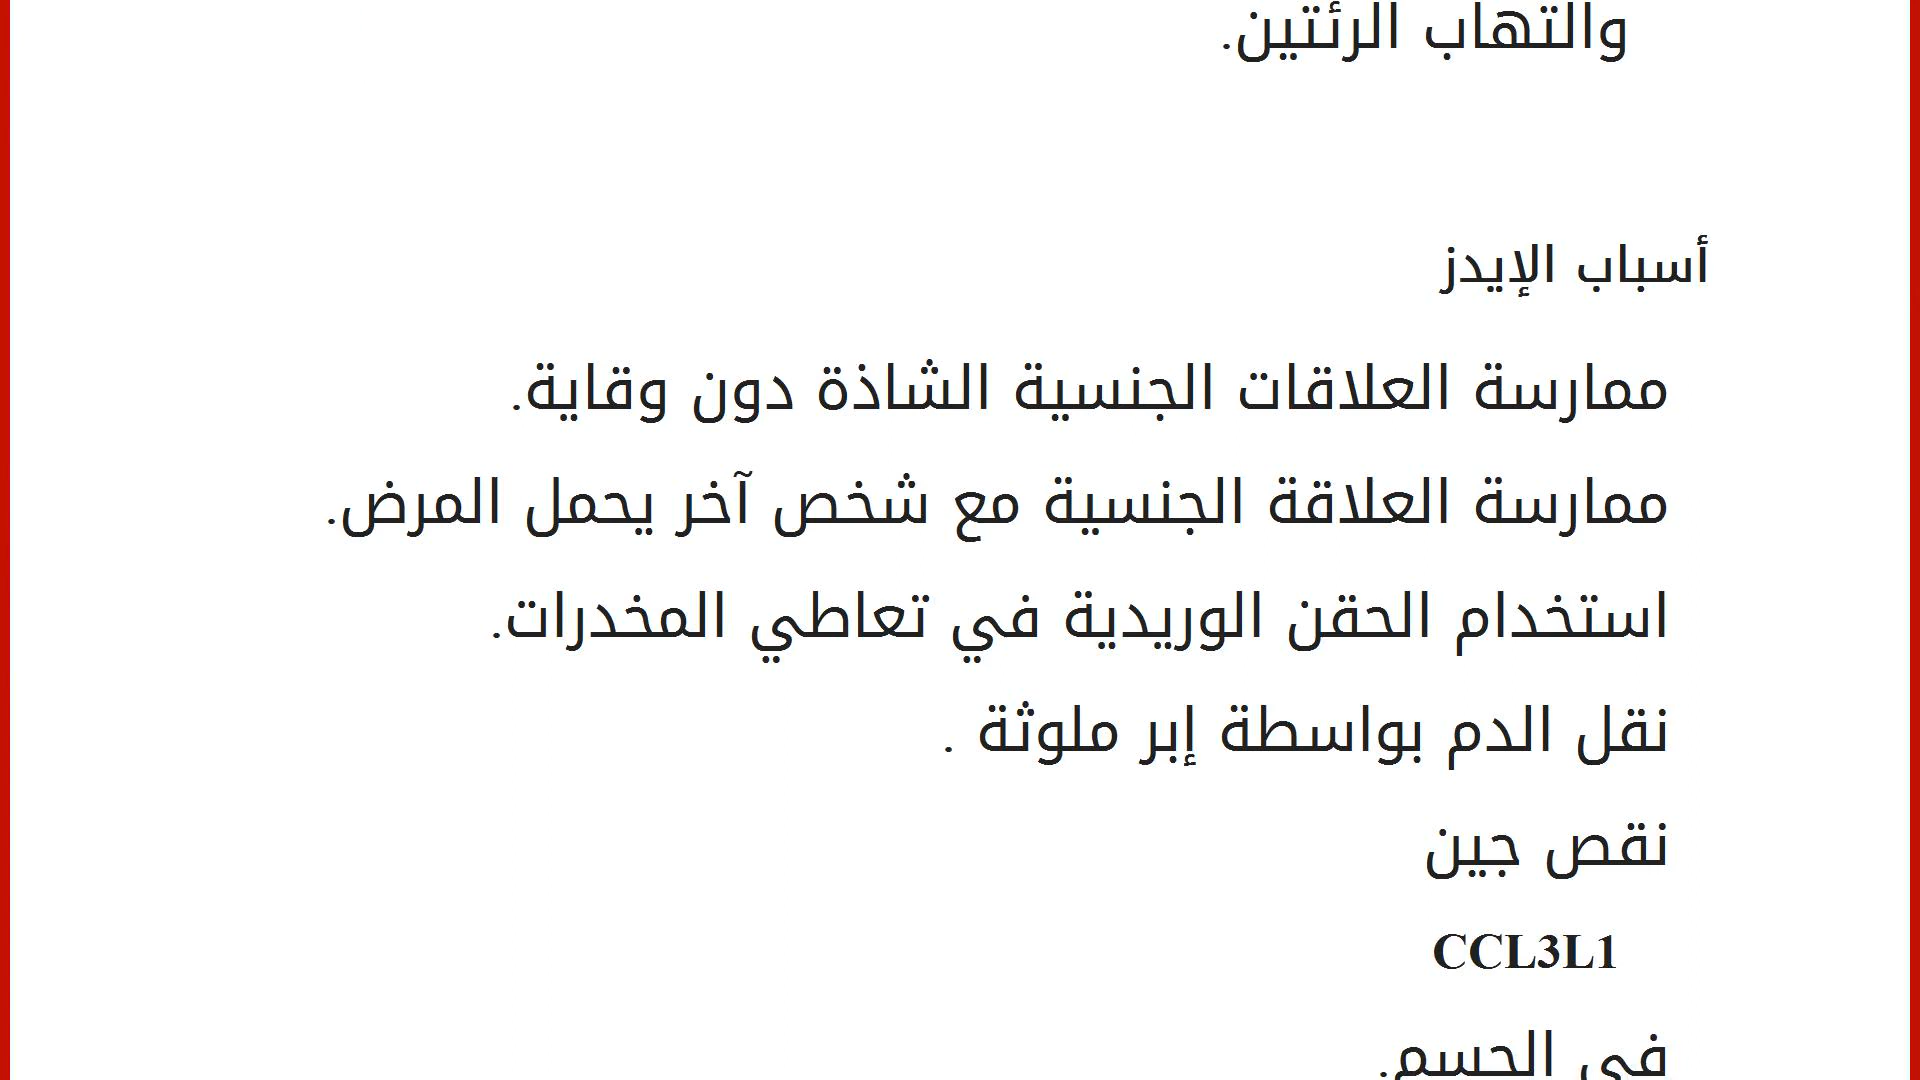 والتهاب الرئتين.
أسباب الإيدز
ممارسة العلاقات الجنسية الشاذة دون وقاية.
ممارسة العلاقة الجنسية مع شخص آخر يحمل المرض.
استخدام الحقن الوريدية في تعاطي المخدرات.
نقل الدم بواسطة إبر ملوثة .
نقص جين
CCL3L1
في الجسم.